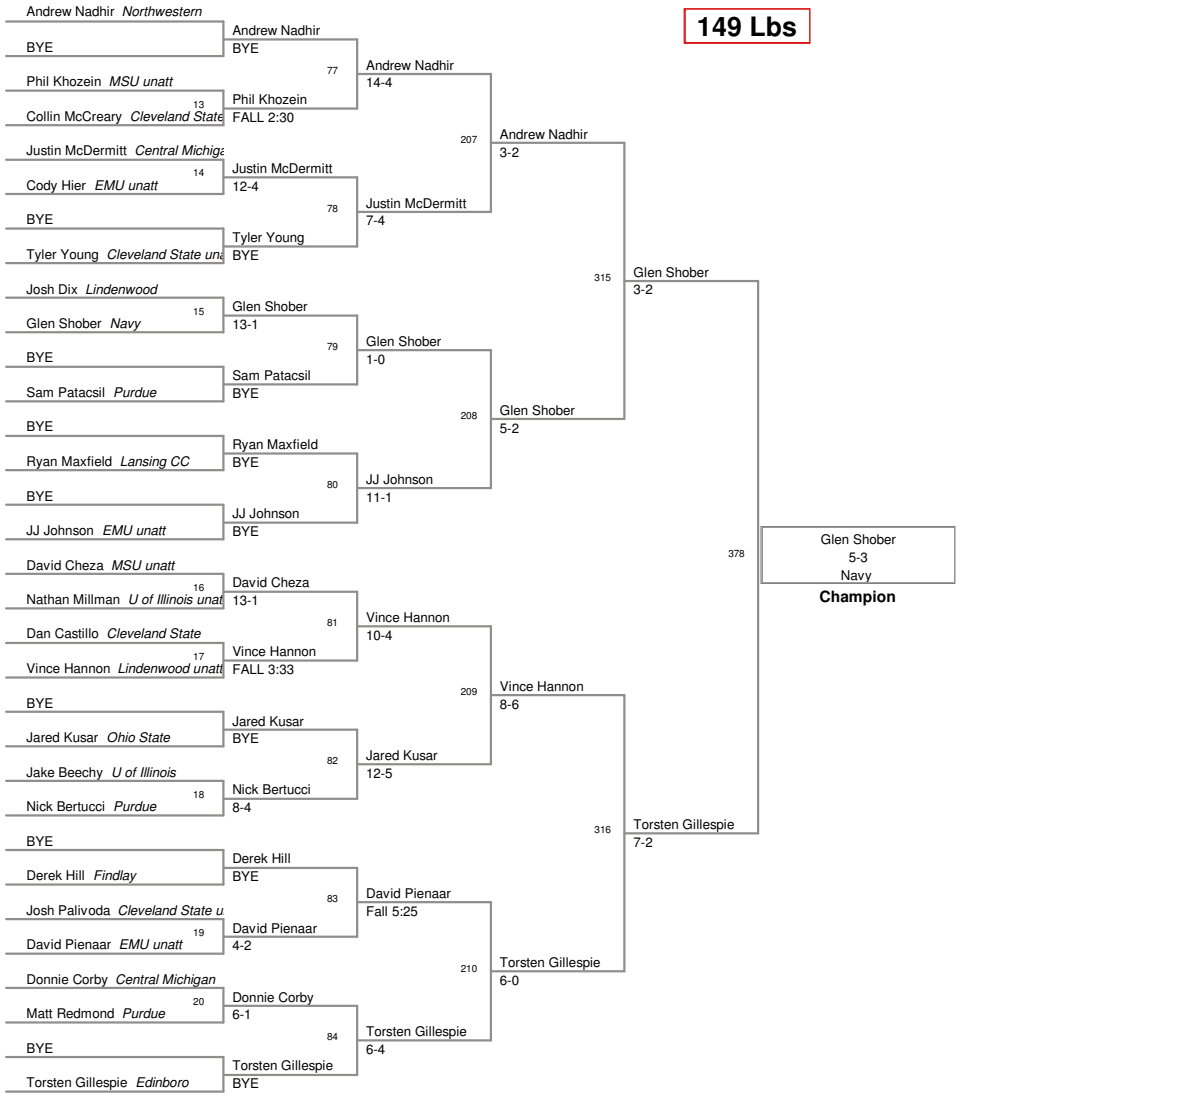 149 Lbs
Andrew Nadhir Northwestern
BYE
Phil Khozein MSU unatt
13
Collin McCreary Cleveland State
Justin McDermitt Central Michiga
14
Cody Hier EMU unatt
BYE
Tyler Young Cleveland State una
Josh Dix Lindenwood
15
Glen Shober Navy
BYE
Sam Patacsil Purdue
BYE
Ryan Maxfield Lansing CC
BYE
JJ Johnson EMU unatt
David Cheza MSU unatt
16
Nathan Millman U of Illinois unat
Dan Castillo Cleveland State
17
Vince Hannon Lindenwood unatt
BYE
Jared Kusar Ohio State
Jake Beechy U of Illinois
18
Nick Bertucci Purdue
BYE
Derek Hill Findlay
Josh Palivoda Cleveland State u
19
David Pienaar EMU unatt
Donnie Corby Central Michigan
20
Matt Redmond Purdue
BYE
Torsten Gillespie Edinboro
Andrew Nadhir
BYE
77
Phil Khozein
FALL 2:30
Justin McDermitt
12-4
78
Tyler Young
BYE
Glen Shober
13-1
79
Sam Patacsil
BYE
Ryan Maxfield
BYE
80
JJ Johnson
BYE
David Cheza
13-1
81
Vince Hannon
FALL 3:33
Jared Kusar
BYE
82
Nick Bertucci
8-4
Derek Hill
BYE
83
David Pienaar
4-2
Donnie Corby
6-1
84
Torsten Gillespie
BYE
Andrew Nadhir
14-4
207
Justin McDermitt
7-4
Glen Shober
1-0
208
JJ Johnson
11-1
Vince Hannon
10-4
209
Jared Kusar
12-5
David Pienaar
Fall 5:25
210
Torsten Gillespie
6-4
Andrew Nadhir
3-2
315
Glen Shober
5-2
Vince Hannon
8-6
316
Torsten Gillespie
6-0
Glen Shober
3-2
378
Torsten Gillespie
7-2
Glen Shober
5-3
Navy
Champion